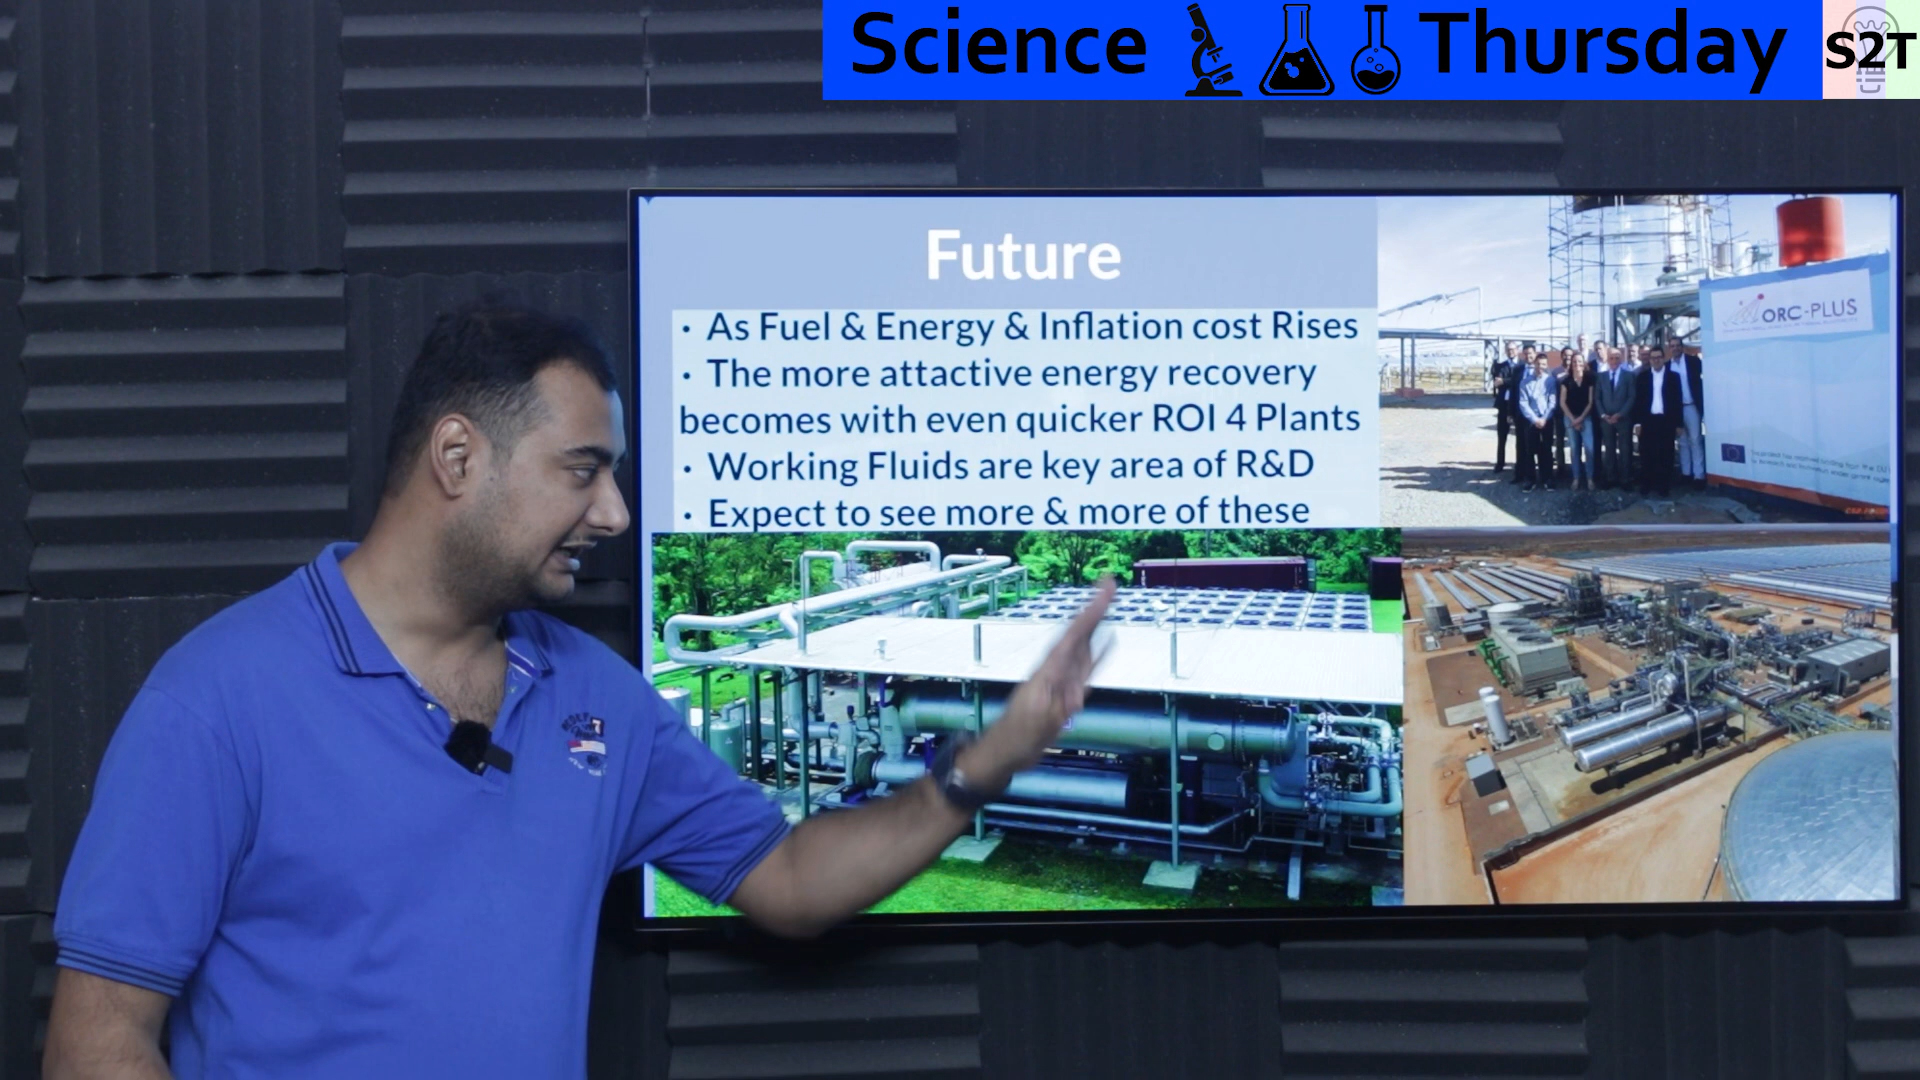 Science Thursday
S2T
Future
· As Fuel & Energy & Inflation cost Rises
· The more attactive energy recovery
becomes with even quicker ROI 4 Plants
· Working Fluids are key area of R&D
· Expect to see more & more of these
ORC-PLUS